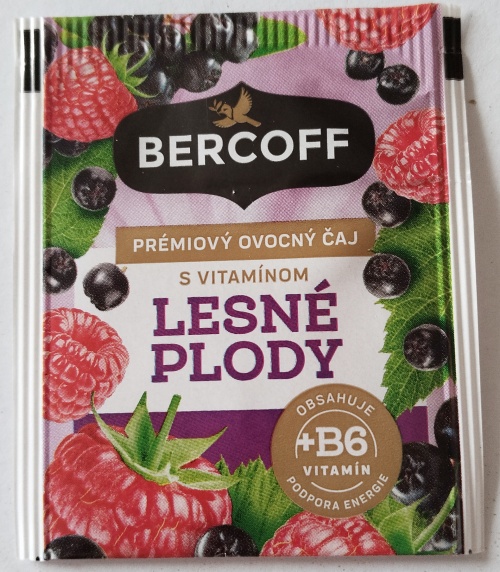 BERCOFF
PRÉMIOVÝ OVOCNÝ ČAJ
S VITAMÍNOM
LESNÉ
PLODY
OBSAHUJE
+B6
VITAMÍN
PODPORA ENERGIE